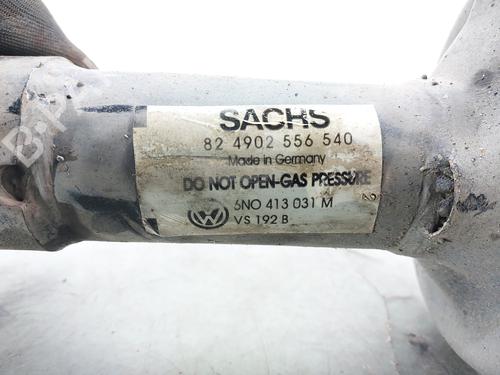 SACHS
82 4902 556 540
Made in Germany
DO NOT OPEN-GAS PRESSURE
6N0 413 031 M
VS 192 B